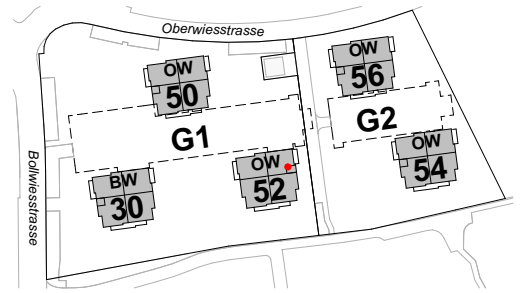 Oberwiesstrasse
OW
50
OW
56
G1
G2
Bollwiesstrasse
BW
30
OW
52
OW
54